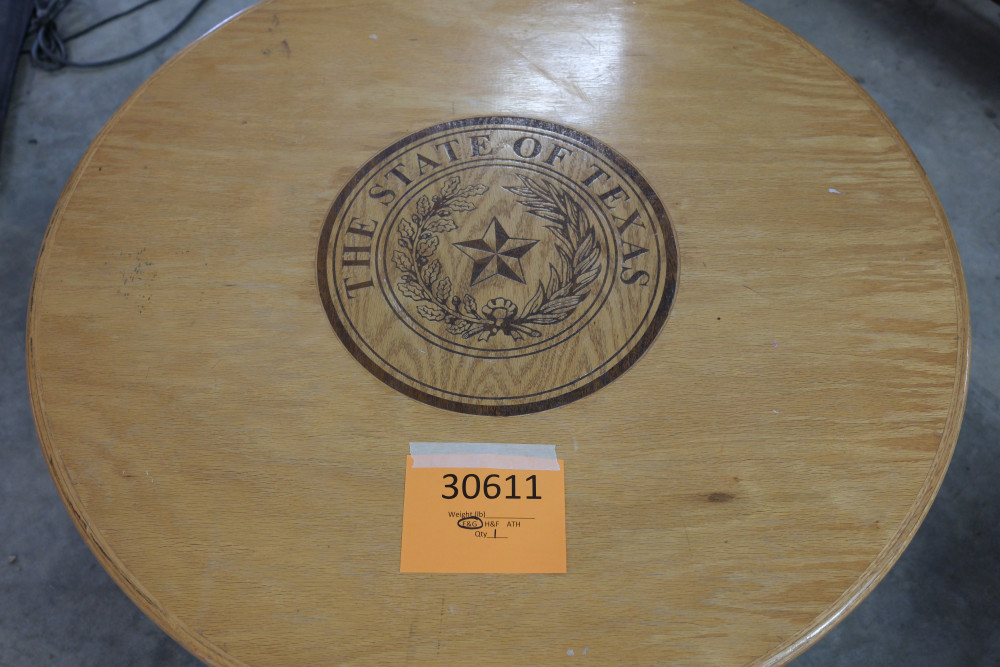 THE STATE OF TEXAS
30611
Weight (lb)
E&G H&F ATH
Qty 1